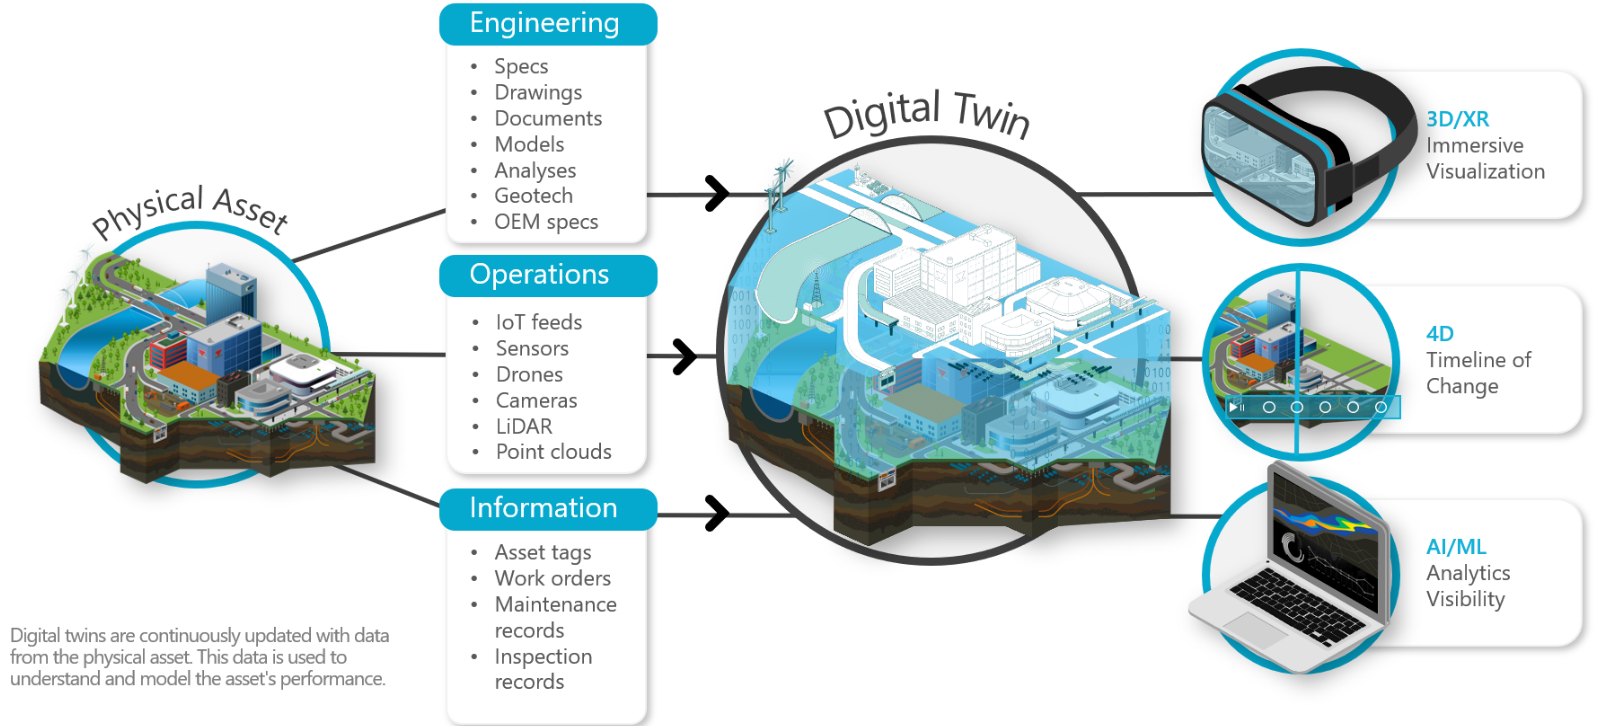 Physical Asset
Engineering
• Specs
• Drawings
• Documents
• Models
• Analyses
• Geotech
• OEM specs
Operations
• IoT feeds
• Sensors
• Drones
• Cameras
• LiDAR
• Point clouds
Information
• Asset tags
• Work orders
• Maintenance
records
• Inspection
records
Digital Twin
3D/XR
Immersive
Visualization
4D
Timeline of
Change
AI/ML
Analytics
Visibility
Digital twins are continuously updated with data
from the physical asset. This data is used to
understand and model the asset's performance.